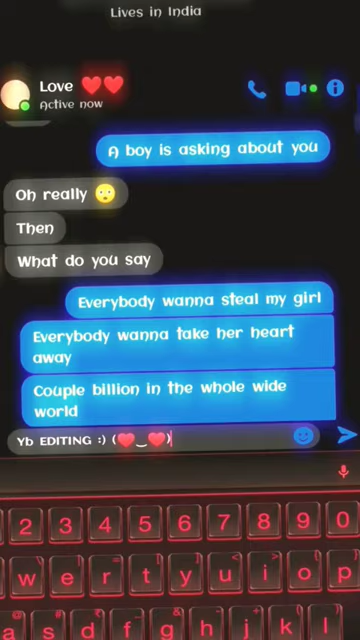 Lives in India
Love ❤️❤️
Active now
A boy is asking about you
Oh really 😯
Then
What do you say
Everybody wanna steal my girl
Everybody wanna take her heart
away
Couple billion in the whole wide
world
Yb EDITING :) (❤️‿❤️)
2 3 4 5 6 7 8 9 0
w e r t y u i o p
a s d f g h j k l